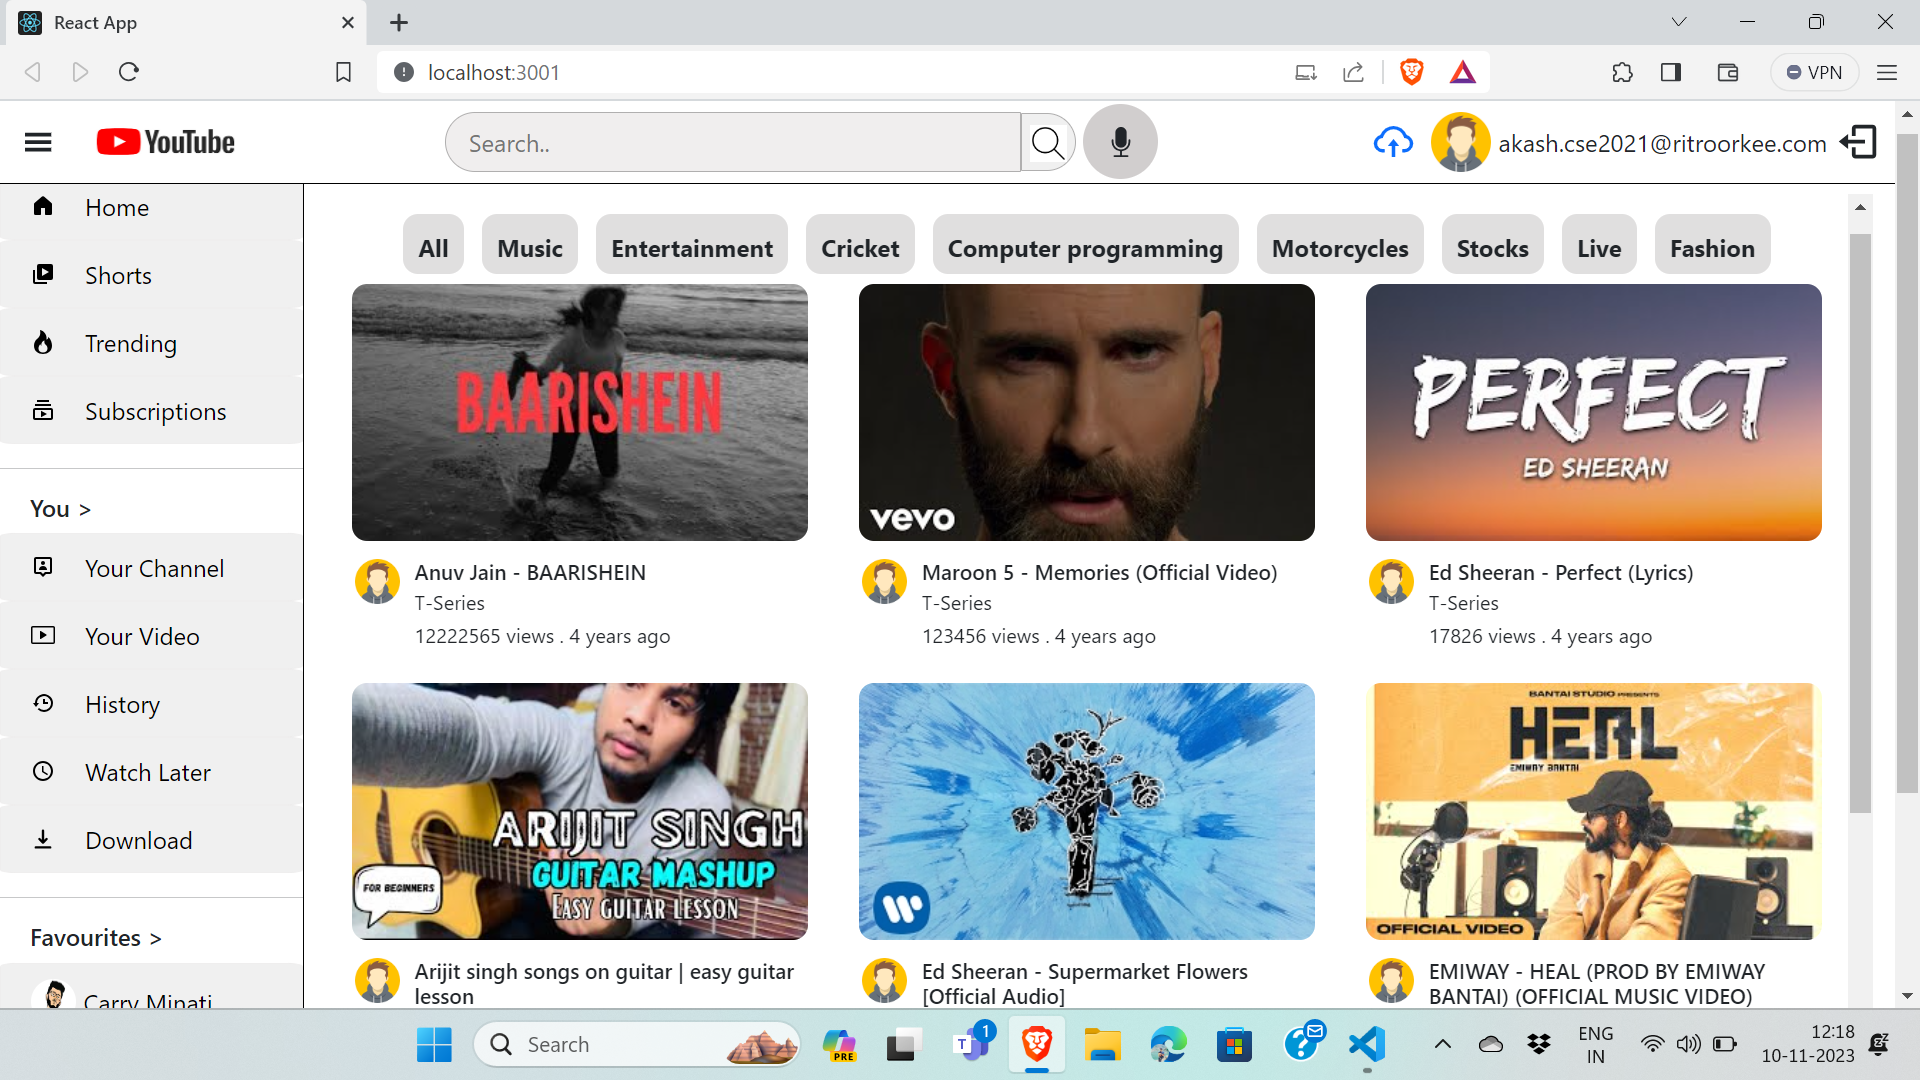 React App
localhost:3001
VPN
YouTube
Search..
akash.cse2021@ritroorkee.com
Home
Shorts
Trending
Subscriptions
You >
Your Channel
Your Video
History
Watch Later
Download
Favourites >
Carry Minati
All
Music
Entertainment
Cricket
Computer programming
Motorcycles
Stocks
Live
Fashion
BAARISHEIN
Anuv Jain - BAARISHEIN
T-Series
12222565 views . 4 years ago
vevo
Maroon 5 - Memories (Official Video)
T-Series
123456 views . 4 years ago
PERFECT
ED SHEERAN
Ed Sheeran - Perfect (Lyrics)
T-Series
17826 views . 4 years ago
ARIJIT SINGH
GUITAR MASHUP
EASY GUITAR LESSON
FOR BEGINNERS
Arijit singh songs on guitar | easy guitar
lesson
Ed Sheeran - Supermarket Flowers
[Official Audio]
BANTAI STUDIO PRESENTS
HEAL
EMIWAY BANTAI
OFFICIAL VIDEO
EMIWAY - HEAL (PROD BY EMIWAY
BANTAI) (OFFICIAL MUSIC VIDEO)
Search
PRE
T
1
ENG
IN
12:18
10-11-2023